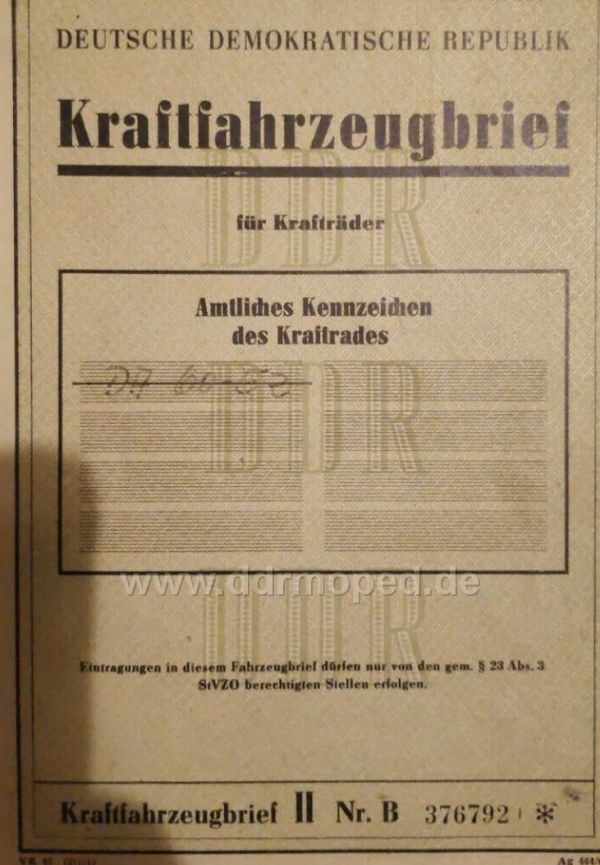 DEUTSCHE DEMOKRATISCHE REPUBLIK
Kraftfahrzeugbrief
für Krafträder
Amtliches Kennzeichen
des Kraftrades
DDR
DDR
www.ddrmoped.de
DDR
Eintragungen in diesem Fahrzeugbrief dürfen nur von den gem. § 23 Abs. 3
StVZO berechtigten Stellen erfolgen.
Kraftfahrzeugbrief II Nr. B 376792 *